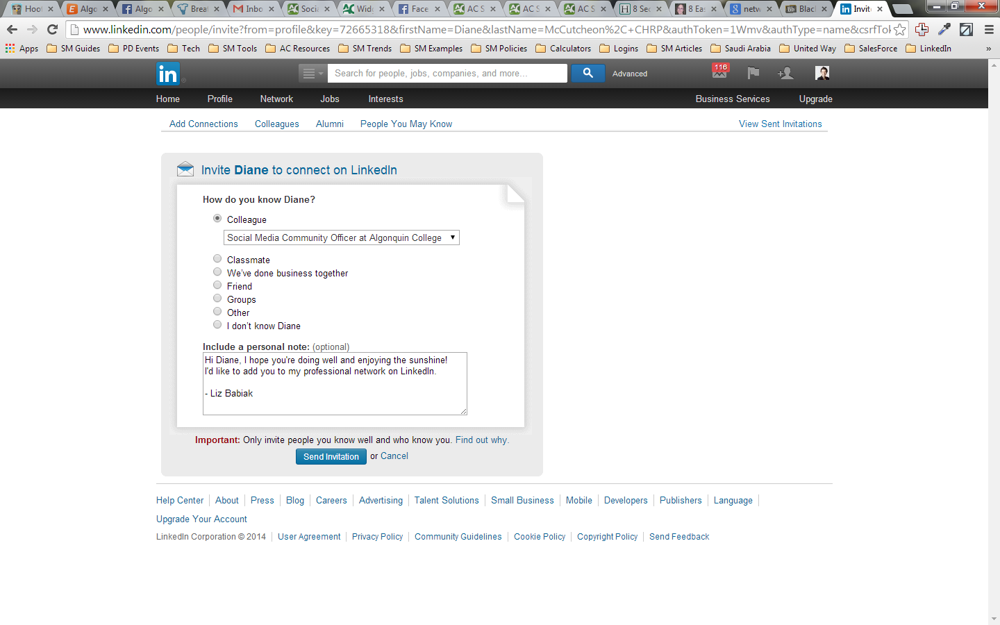 Hoot
Algo
Algo
Breat
Inbo
Socia
Widg
Face
AC S
AC S
AC S
8 Sec
8 Eas
netw
Blac
Invit
www.linkedin.com/people/invite?from=profile&key=72665318&firstName=Diane&lastName=McCutcheon%2C+CHRP&authToken=1Wmv&authType=name&csrfTok
Apps SM Guides PD Events Tech SM Tools AC Resources SM Trends SM Examples SM Policies Calculators Logins SM Articles Saudi Arabia United Way SalesForce LinkedIn »
in Search for people, jobs, companies, and more... Advanced 116
Home Profile Network Jobs Interests Business Services Upgrade
Add Connections Colleagues Alumni People You May Know View Sent Invitations
Invite Diane to connect on LinkedIn
How do you know Diane?
Colleague
Social Media Community Officer at Algonquin College
Classmate
We've done business together
Friend
Groups
Other
I don't know Diane
Include a personal note: (optional)
Hi Diane, I hope you're doing well and enjoying the sunshine!
I'd like to add you to my professional network on LinkedIn.
- Liz Babiak
Important: Only invite people you know well and who know you. Find out why.
Send Invitation or Cancel
Help Center About Press Blog Careers Advertising Talent Solutions Small Business Mobile Developers Publishers Language
Upgrade Your Account
LinkedIn Corporation © 2014 User Agreement Privacy Policy Community Guidelines Cookie Policy Copyright Policy Send Feedback